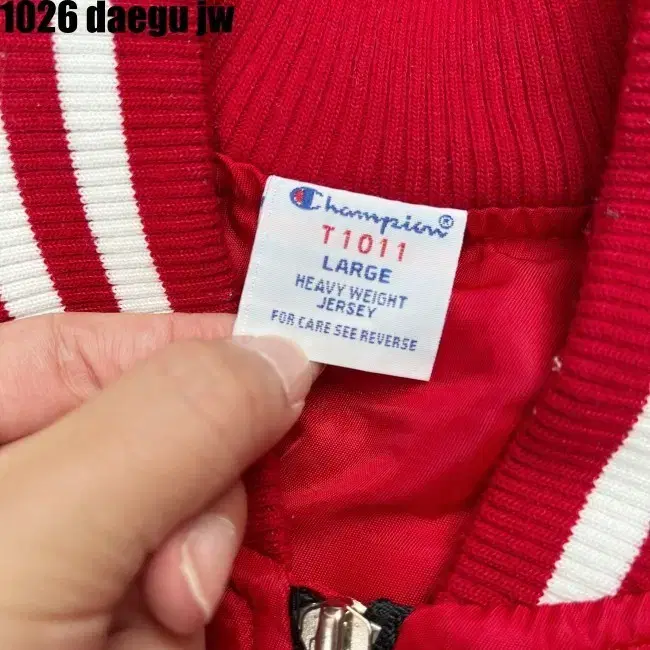 1026 daegu jw
Champion®
T1011
LARGE
HEAVY WEIGHT
JERSEY
FOR CARE SEE REVERSE